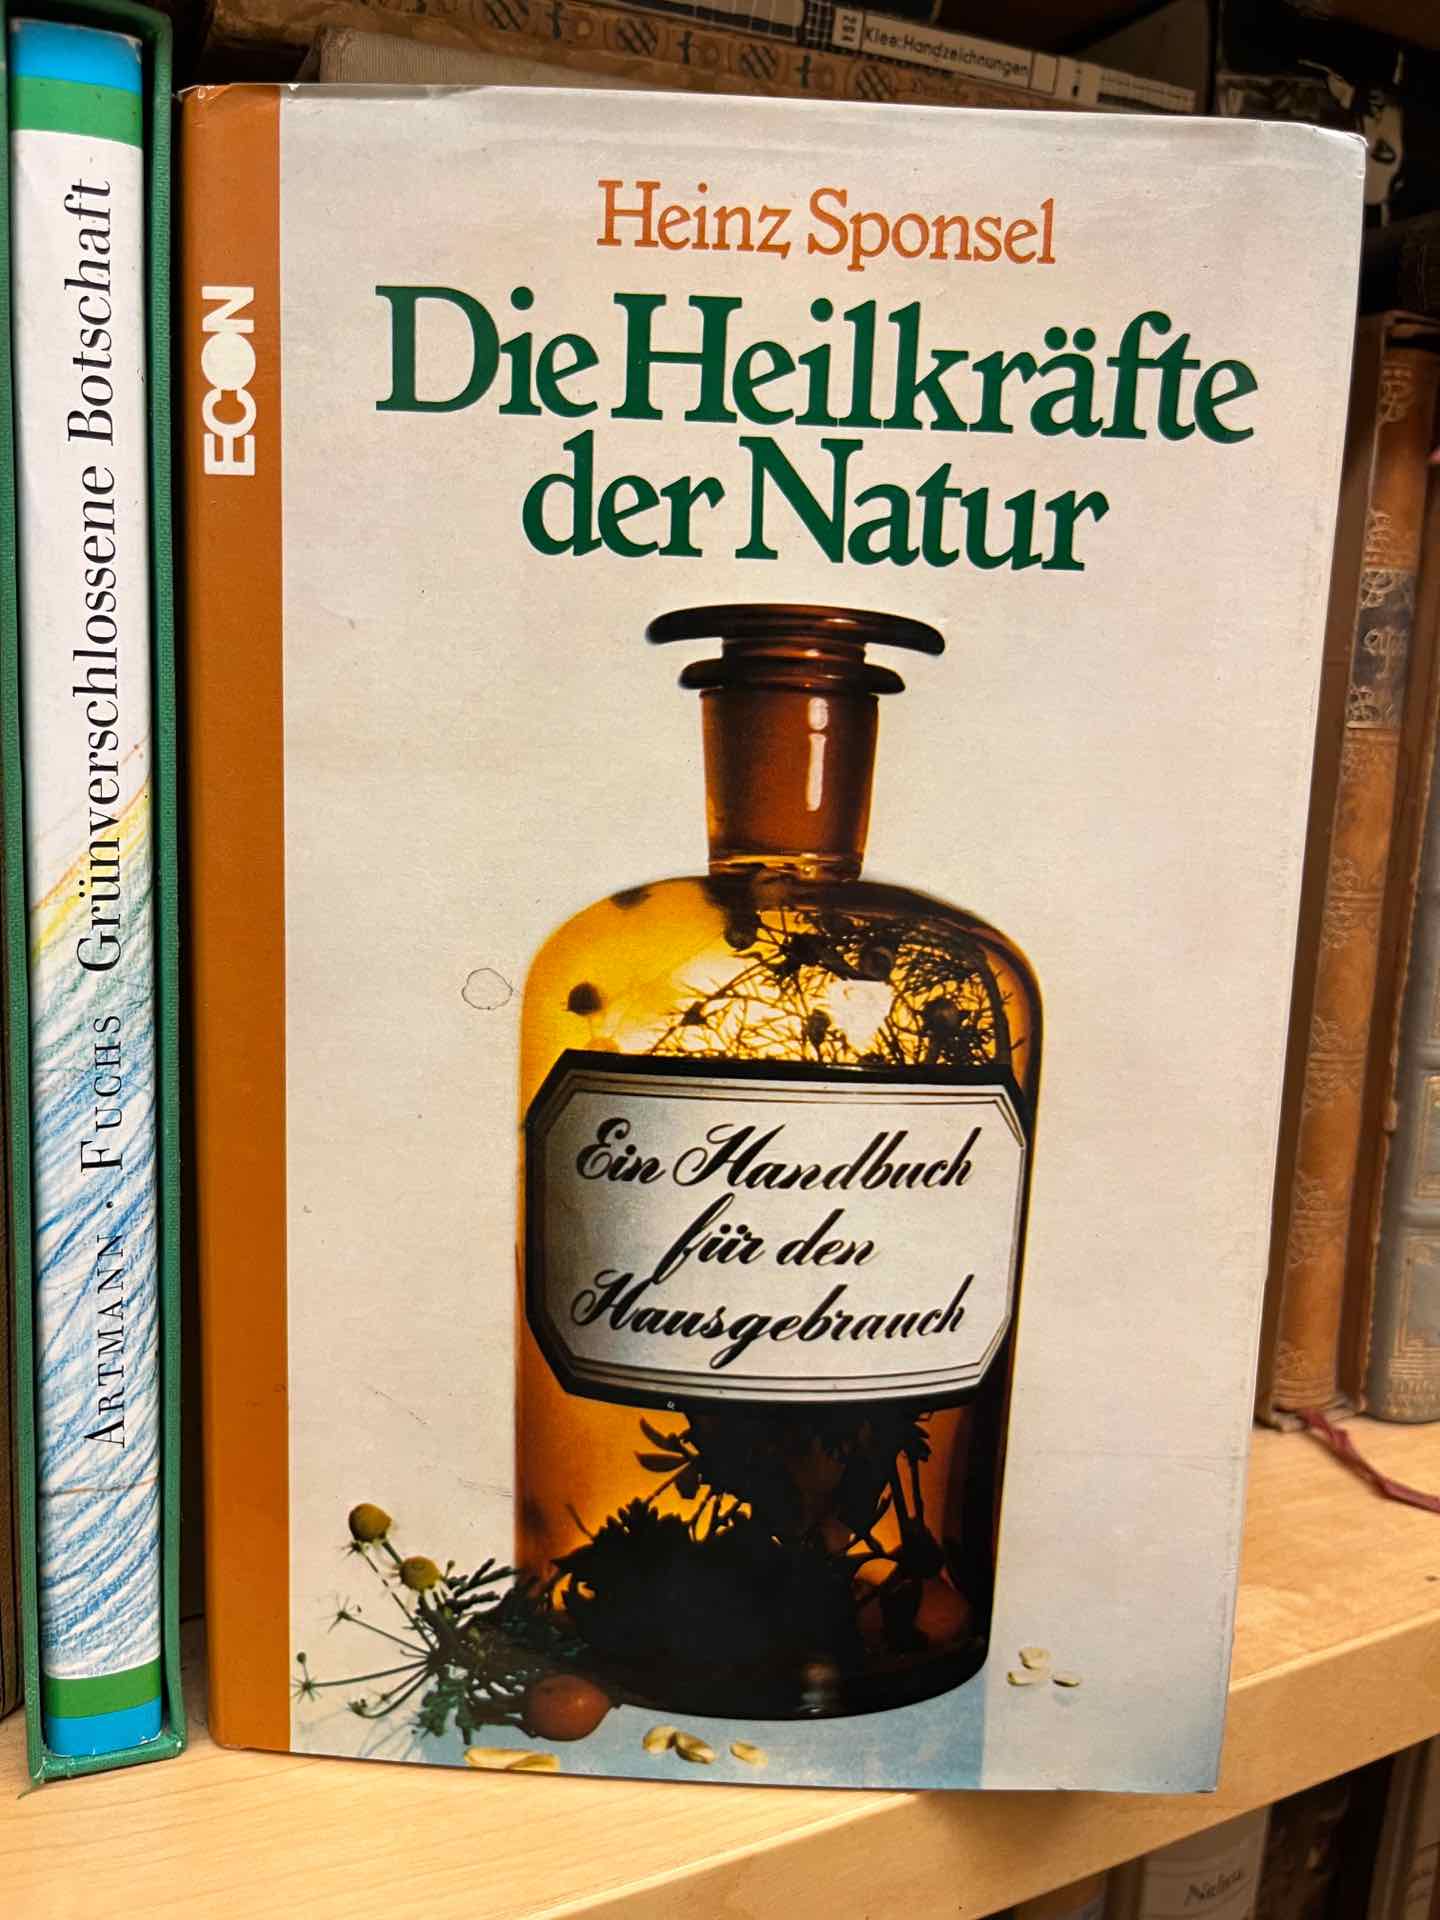 Klee: Handzeichnungen
ARTMANN · FUCHS Grünverschlossene Botschaft
ECON
Heinz Sponsel
Die Heilkräfte
der Natur
Ein Handbuch
für den
Hausgebrauch